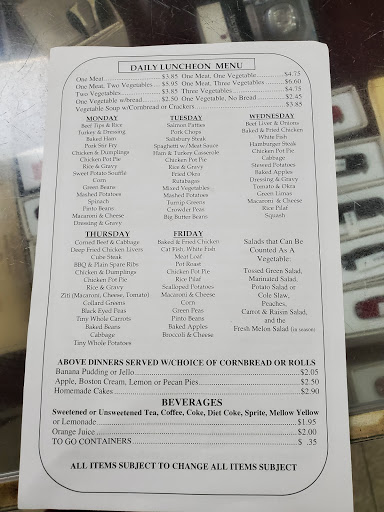 DAILY LUNCHEON MENU
One Meat...............................$3.85 One Meat, One Vegetable............$4.75
One Meat, Two Vegetables...$5.95 One Meat, Three Vegetables.......$6.60
Two Vegetables....................$3.85 Three Vegetables......................$4.75
One Vegetable w/bread........$2.50 One Vegetable, No Bread...........$2.45
Vegetable Soup w/Cornbread or Crackers..................................$3.85
MONDAY
Beef Tips & Rice
Turkey & Dressing
Baked Ham
Pork Stir Fry
Chicken & Dumplings
Chicken Pot Pie
Rice & Gravy
Sweet Potato Souffle
Corn
Green Beans
Mashed Potatoes
Spinach
Pinto Beans
Macaroni & Cheese
Dressing & Gravy
TUESDAY
Salmon Patties
Pork Chops
Salisbury Steak
Spaghetti w/Meat Sauce
Ham & Turkey Casserole
Chicken Pot Pie
Rice & Gravy
Fried Okra
Rutabagas
Mixed Vegetables
Mashed Potatoes
Turnip Greens
Crowder Peas
Big Butter Beans
WEDNESDAY
Beef Liver & Onions
Baked & Fried Chicken
White Fish
Hamburger Steak
Chicken Pot Pie
Cabbage
Stewed Potatoes
Baked Apples
Dressing & Gravy
Tomato & Okra
Green Limas
Macaroni & Cheese
Rice Pilaf
Squash
THURSDAY
Corned Beef & Cabbage
Deep Fried Chicken Livers
Cube Steak
BBQ & Plain Spare Ribs
Chicken & Dumplings
Chicken Pot Pie
Rice & Gravy
Ziti (Macaroni, Cheese, Tomato)
Collard Greens
Black Eyed Peas
Tiny Whole Carrots
Baked Beans
Cabbage
Tiny Whole Potatoes
FRIDAY
Baked & Fried Chicken
Cat Fish; White Fish
Meat Loaf
Pot Roast
Chicken Pot Pie
Rice Pilaf
Scalloped Potatoes
Macaroni & Cheese
Corn
Green Peas
Pinto Beans
Baked Apples
Broccoli & Cheese
Salads that Can Be
Counted As A
Vegetable:
Tossed Green Salad,
Marinated Salad,
Potato Salad or
Cole Slaw,
Peaches,
Carrot & Raisin Salad,
and the
Fresh Melon Salad (in season)
ABOVE DINNERS SERVED W/CHOICE OF CORNBREAD OR ROLLS
Banana Pudding or Jello..................................................$2.05
Apple, Boston Cream, Lemon or Pecan Pies..............................$2.50
Homemade Cakes..................................................$2.90
BEVERAGES
Sweetened or Unsweetened Tea, Coffee, Coke, Diet Coke, Sprite, Mellow Yellow
or Lemonade..................................................$1.95
Orange Juice..................................................$2.00
TO GO CONTAINERS..................................................$ .35
ALL ITEMS SUBJECT TO CHANGE ALL ITEMS SUBJECT